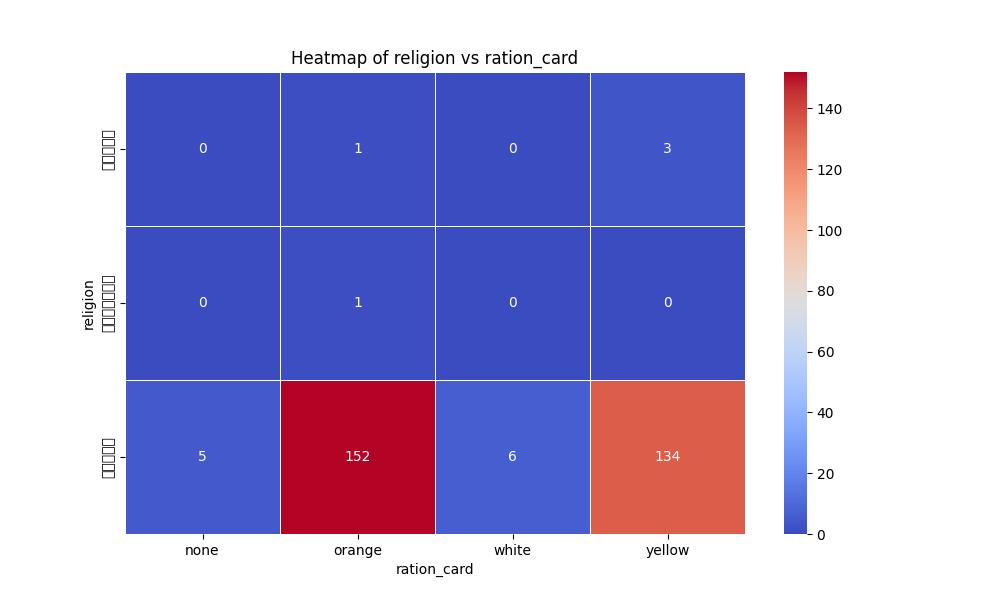 Heatmap of religion vs ration_card
0 1 0 3
0 1 0 0
5 152 6 134
none orange white yellow
ration_card
religion
140
120
100
80
60
40
20
0